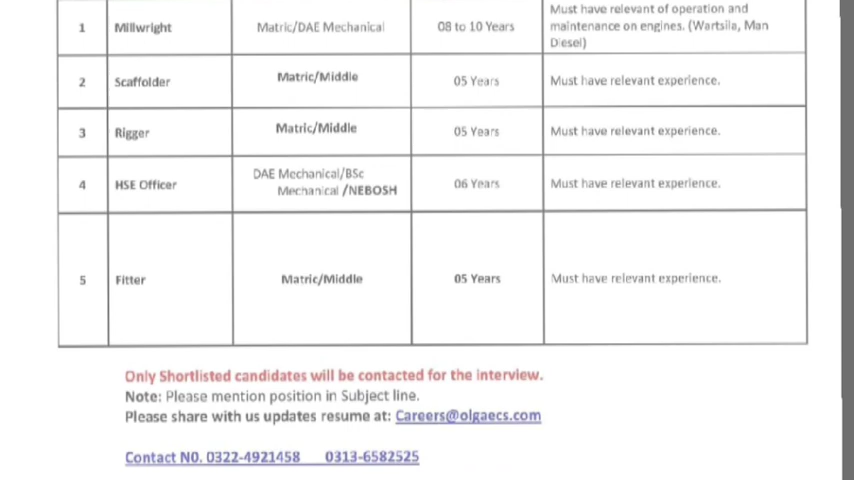 Must have relevant of operation and
1 Millwright Matric/DAE Mechanical 08 to 10 Years maintenance on engines. (Wartsila, Man
Diesel)
2 Scaffolder Matric/Middle 05 Years Must have relevant experience.
3 Rigger Matric/Middle 05 Years Must have relevant experience.
DAE Mechanical/BSc
4 HSE Officer Mechanical /NEBOSH 06 Years Must have relevant experience.
5 Fitter Matric/Middle 05 Years Must have relevant experience.
Only Shortlisted candidates will be contacted for the interview.
Note: Please mention position in Subject line.
Please share with us updates resume at: Careers@olgaecs.com
Contact N0. 0322-4921458 0313-6582525